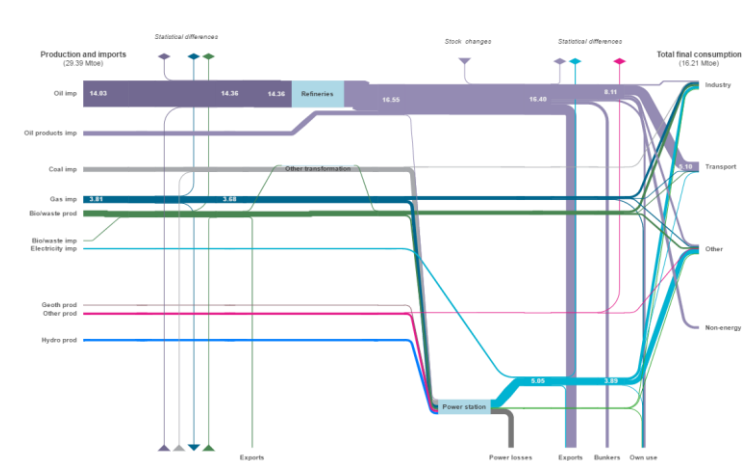 Statistical differences
Stock changes
Statistical differences
Production and imports
(29.39 Mtoe)
Total final consumption
(16.21 Mtoe)
Oil imp
14.93
14.36
14.36
Refineries
16.55
16.40
8.11
Industry
Oil products imp
Coal imp
Other transformation
5.10
Transport
Gas imp
3.81
3.68
Bio/waste prod
Bio/waste imp
Electricity imp
Other
Geoth prod
Other prod
Non-energy
Hydro prod
5.05
3.89
Power station
Exports
Power losses
Exports
Bunkers
Own use